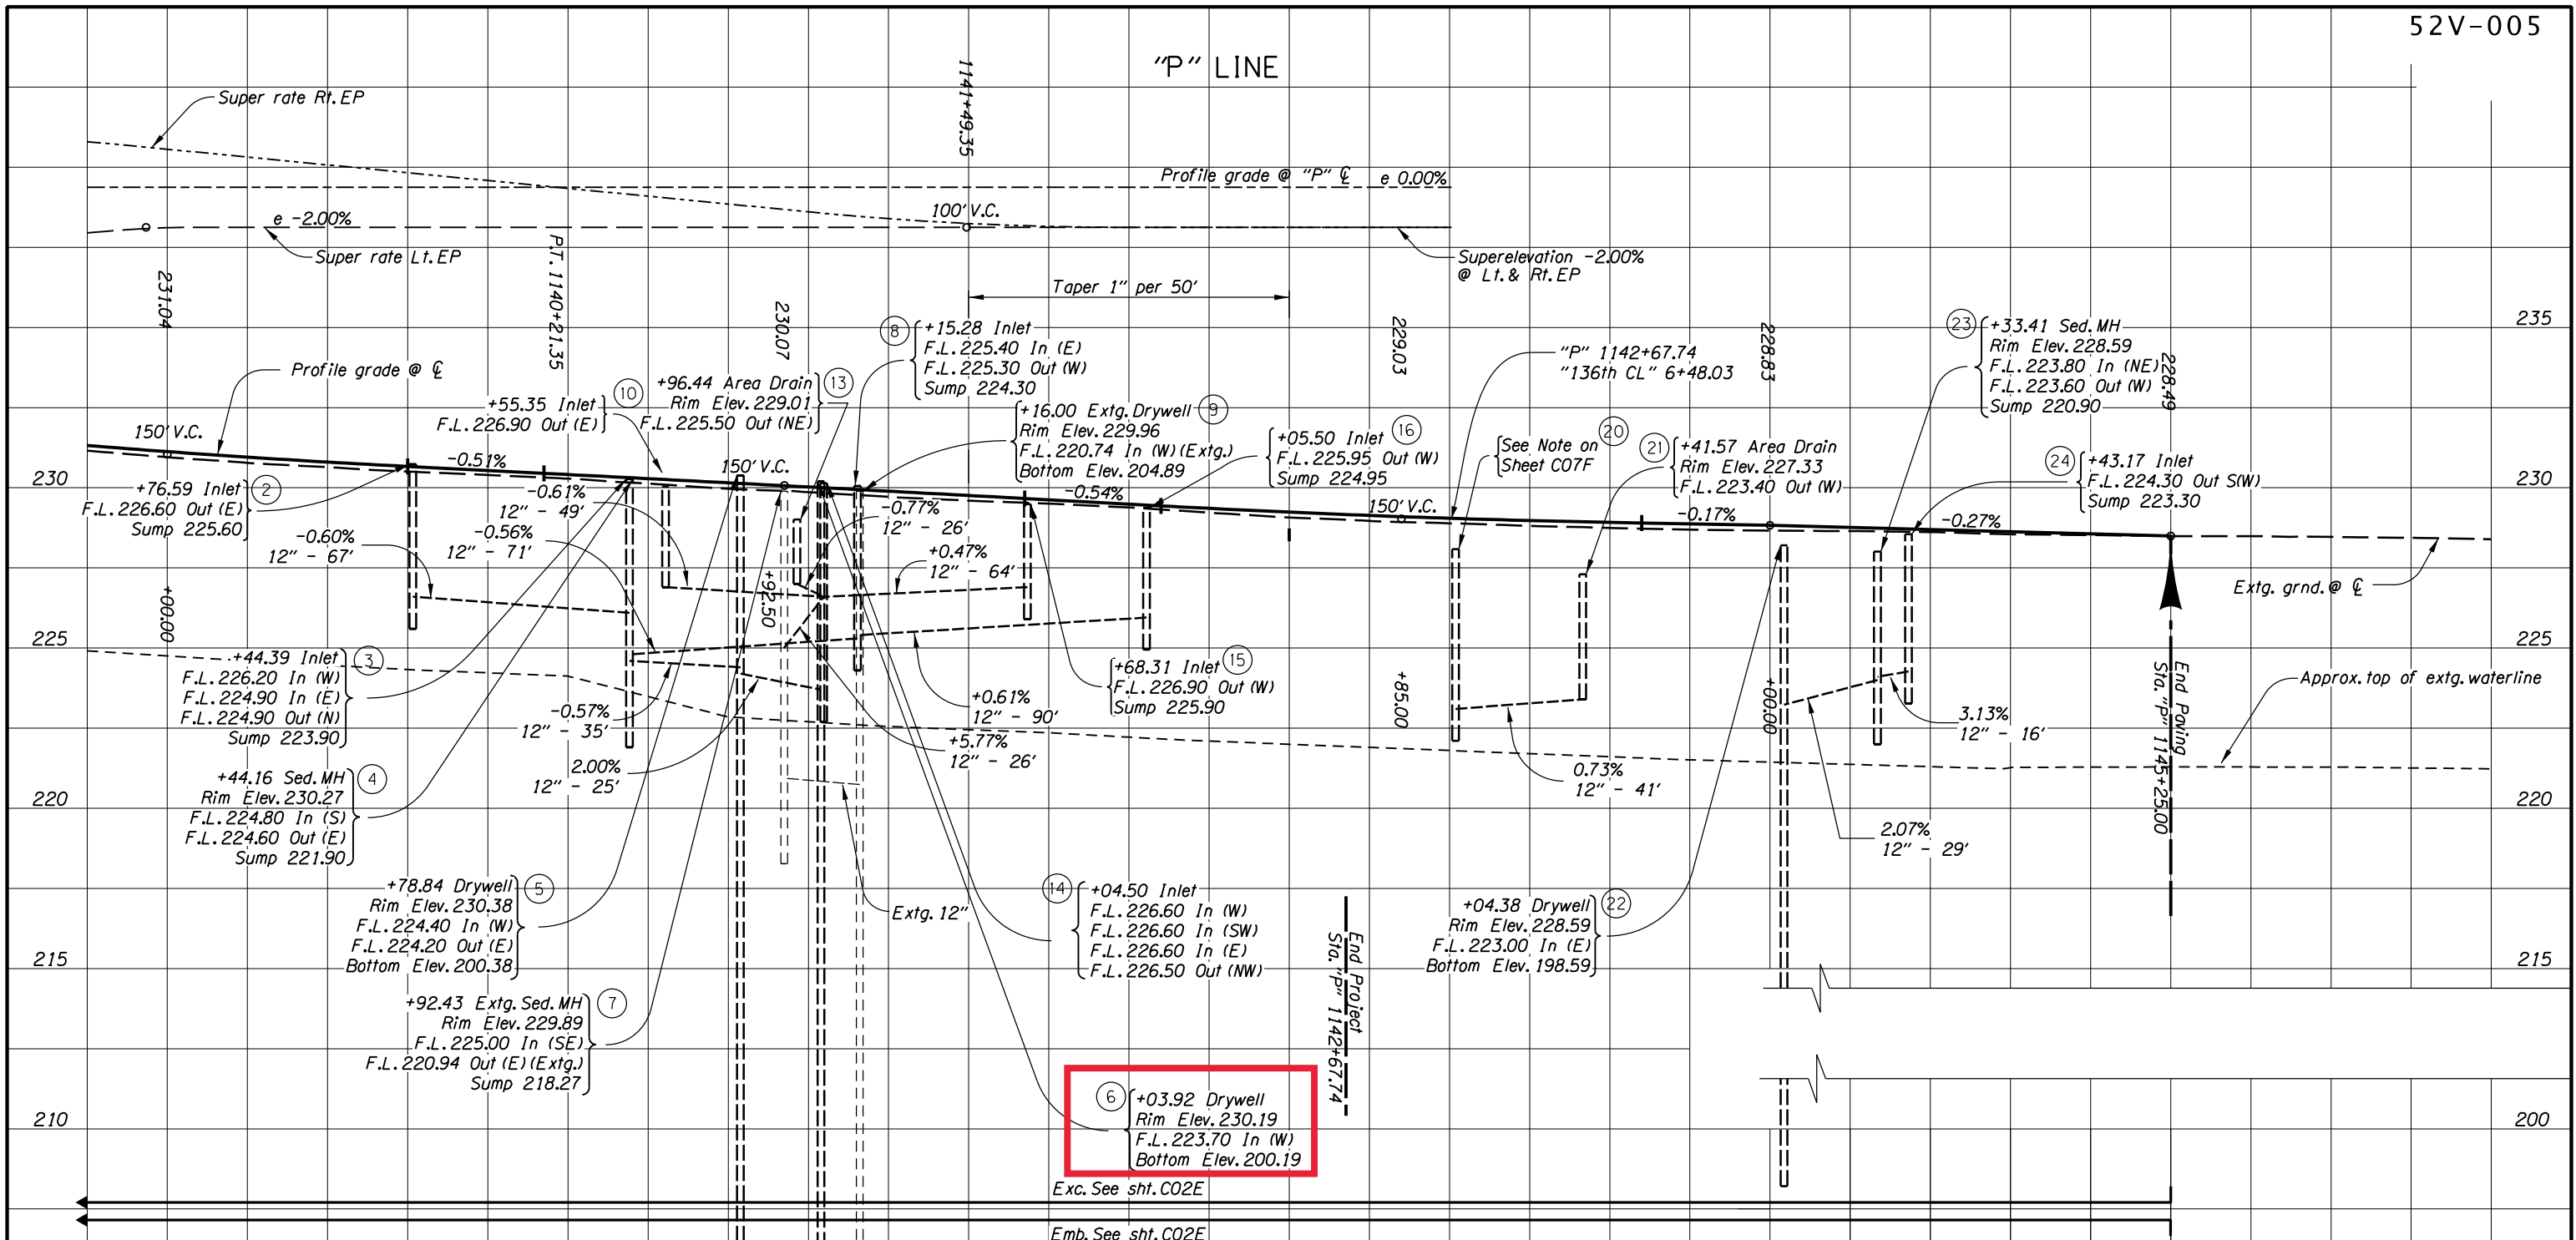 52V-005
"P" LINE
1141+49.35
Super rate Rt. EP
Profile grade @ "P" ℄ e 0.00%
e -2.00%
100' V.C.
Super rate Lt. EP
P.T. 1140+21.35
Superelevation -2.00%
@ Lt. & Rt. EP
Taper 1" per 50'
231.04
230.07
229.03
228.83
228.49
235
235
Profile grade @ ℄
8
+15.28 Inlet
F.L. 225.40 In (E)
F.L. 225.30 Out (W)
Sump 224.30
"P" 1142+67.74
"136th CL" 6+48.03
23
+33.41 Sed. MH
Rim Elev. 228.59
F.L. 223.80 In (NE)
F.L. 223.60 Out (W)
Sump 220.90
10
+55.35 Inlet
F.L. 226.90 Out (E)
13
+96.44 Area Drain
Rim Elev. 229.01
F.L. 225.50 Out (NE)
9
+16.00 Extg. Drywell
Rim Elev. 229.96
F.L. 220.74 In (W) (Extg.)
Bottom Elev. 204.89
16
+05.50 Inlet
F.L. 225.95 Out (W)
Sump 224.95
20
See Note on
Sheet C07F
21
+41.57 Area Drain
Rim Elev. 227.33
F.L. 223.40 Out (W)
24
+43.17 Inlet
F.L. 224.30 Out S(W)
Sump 223.30
150' V.C.
-0.51%
150' V.C.
-0.54%
150' V.C.
-0.17%
-0.27%
230
230
2
+76.59 Inlet
F.L. 226.60 Out (E)
Sump 225.60
-0.61%
12" - 49'
-0.77%
12" - 26'
-0.60%
12" - 67'
-0.56%
12" - 71'
+0.47%
12" - 64'
+00.00
+92.50
+85.00
+00.00
Extg. grnd. @ ℄
225
225
3
+44.39 Inlet
F.L. 226.20 In (W)
F.L. 224.90 In (E)
F.L. 224.90 Out (N)
Sump 223.90
15
+68.31 Inlet
F.L. 226.90 Out (W)
Sump 225.90
Approx. top of extg. waterline
End Paving
Sta. "P" 1145+25.00
-0.57%
12" - 35'
+0.61%
12" - 90'
+5.77%
12" - 26'
2.00%
12" - 25'
3.13%
12" - 16'
0.73%
12" - 41'
2.07%
12" - 29'
4
+44.16 Sed. MH
Rim Elev. 230.27
F.L. 224.80 In (S)
F.L. 224.60 Out (E)
Sump 221.90
220
220
5
+78.84 Drywell
Rim Elev. 230.38
F.L. 224.40 In (W)
F.L. 224.20 Out (E)
Bottom Elev. 200.38
Extg. 12"
14
+04.50 Inlet
F.L. 226.60 In (W)
F.L. 226.60 In (SW)
F.L. 226.60 In (E)
F.L. 226.50 Out (NW)
End Project
Sta. "P" 1142+67.74
22
+04.38 Drywell
Rim Elev. 228.59
F.L. 223.00 In (E)
Bottom Elev. 198.59
215
215
7
+92.43 Extg. Sed. MH
Rim Elev. 229.89
F.L. 225.00 In (SE)
F.L. 220.94 Out (E) (Extg.)
Sump 218.27
6
+03.92 Drywell
Rim Elev. 230.19
F.L. 223.70 In (W)
Bottom Elev. 200.19
210
200
Exc. See sht. C02E
Emb. See sht. C02E